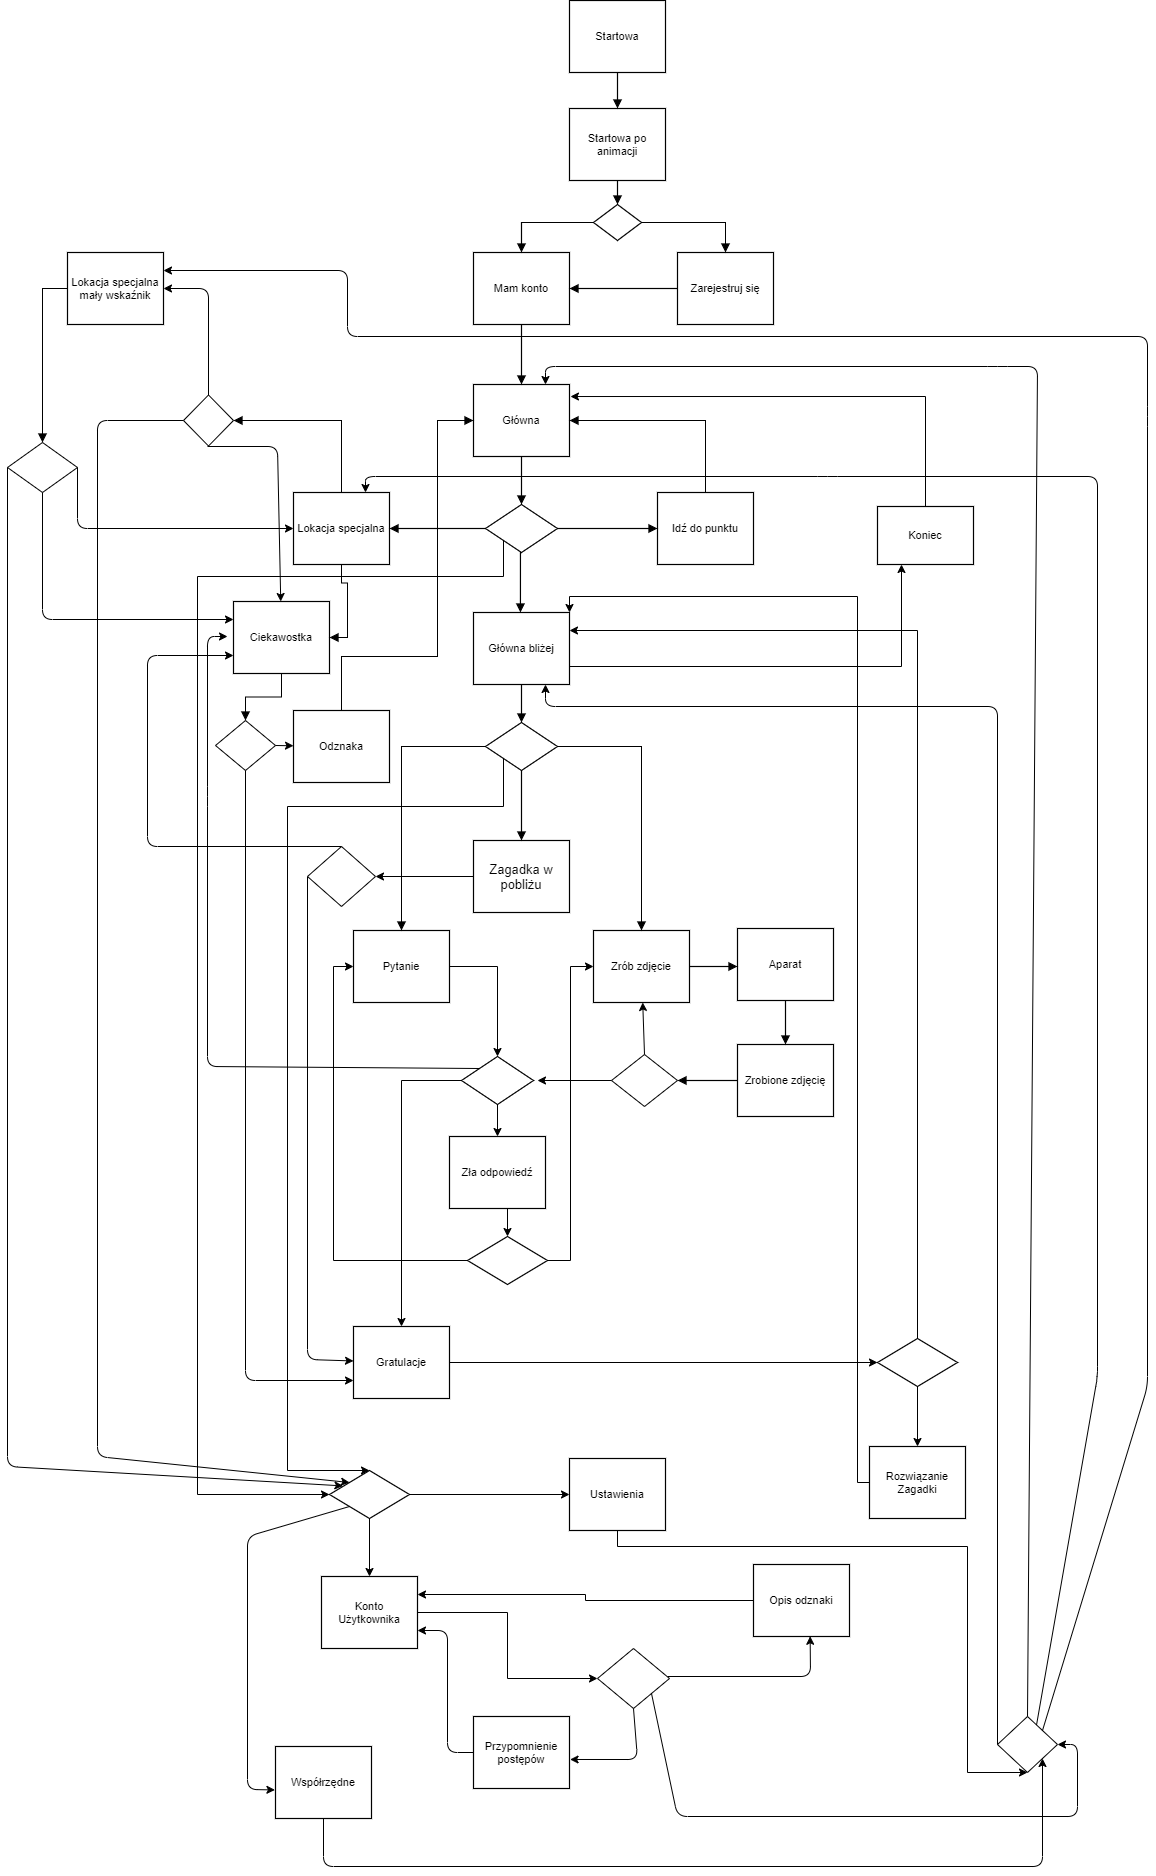 Startowa
Startowa po
animacji
Lokacja specjalna
mały wskaźnik
Mam konto
Zarejestruj się
Główna
Lokacja specjalna
Idź do punktu
Koniec
Ciekawostka
Główna bliżej
Odznaka
Zagadka w
pobliżu
Pytanie
Zrób zdjęcie
Aparat
Zrobione zdjęcię
Zła odpowiedź
Gratulacje
Rozwiązanie
Zagadki
Ustawienia
Konto
Użytkownika
Opis odznaki
Przypomnienie
postępów
Współrzędne